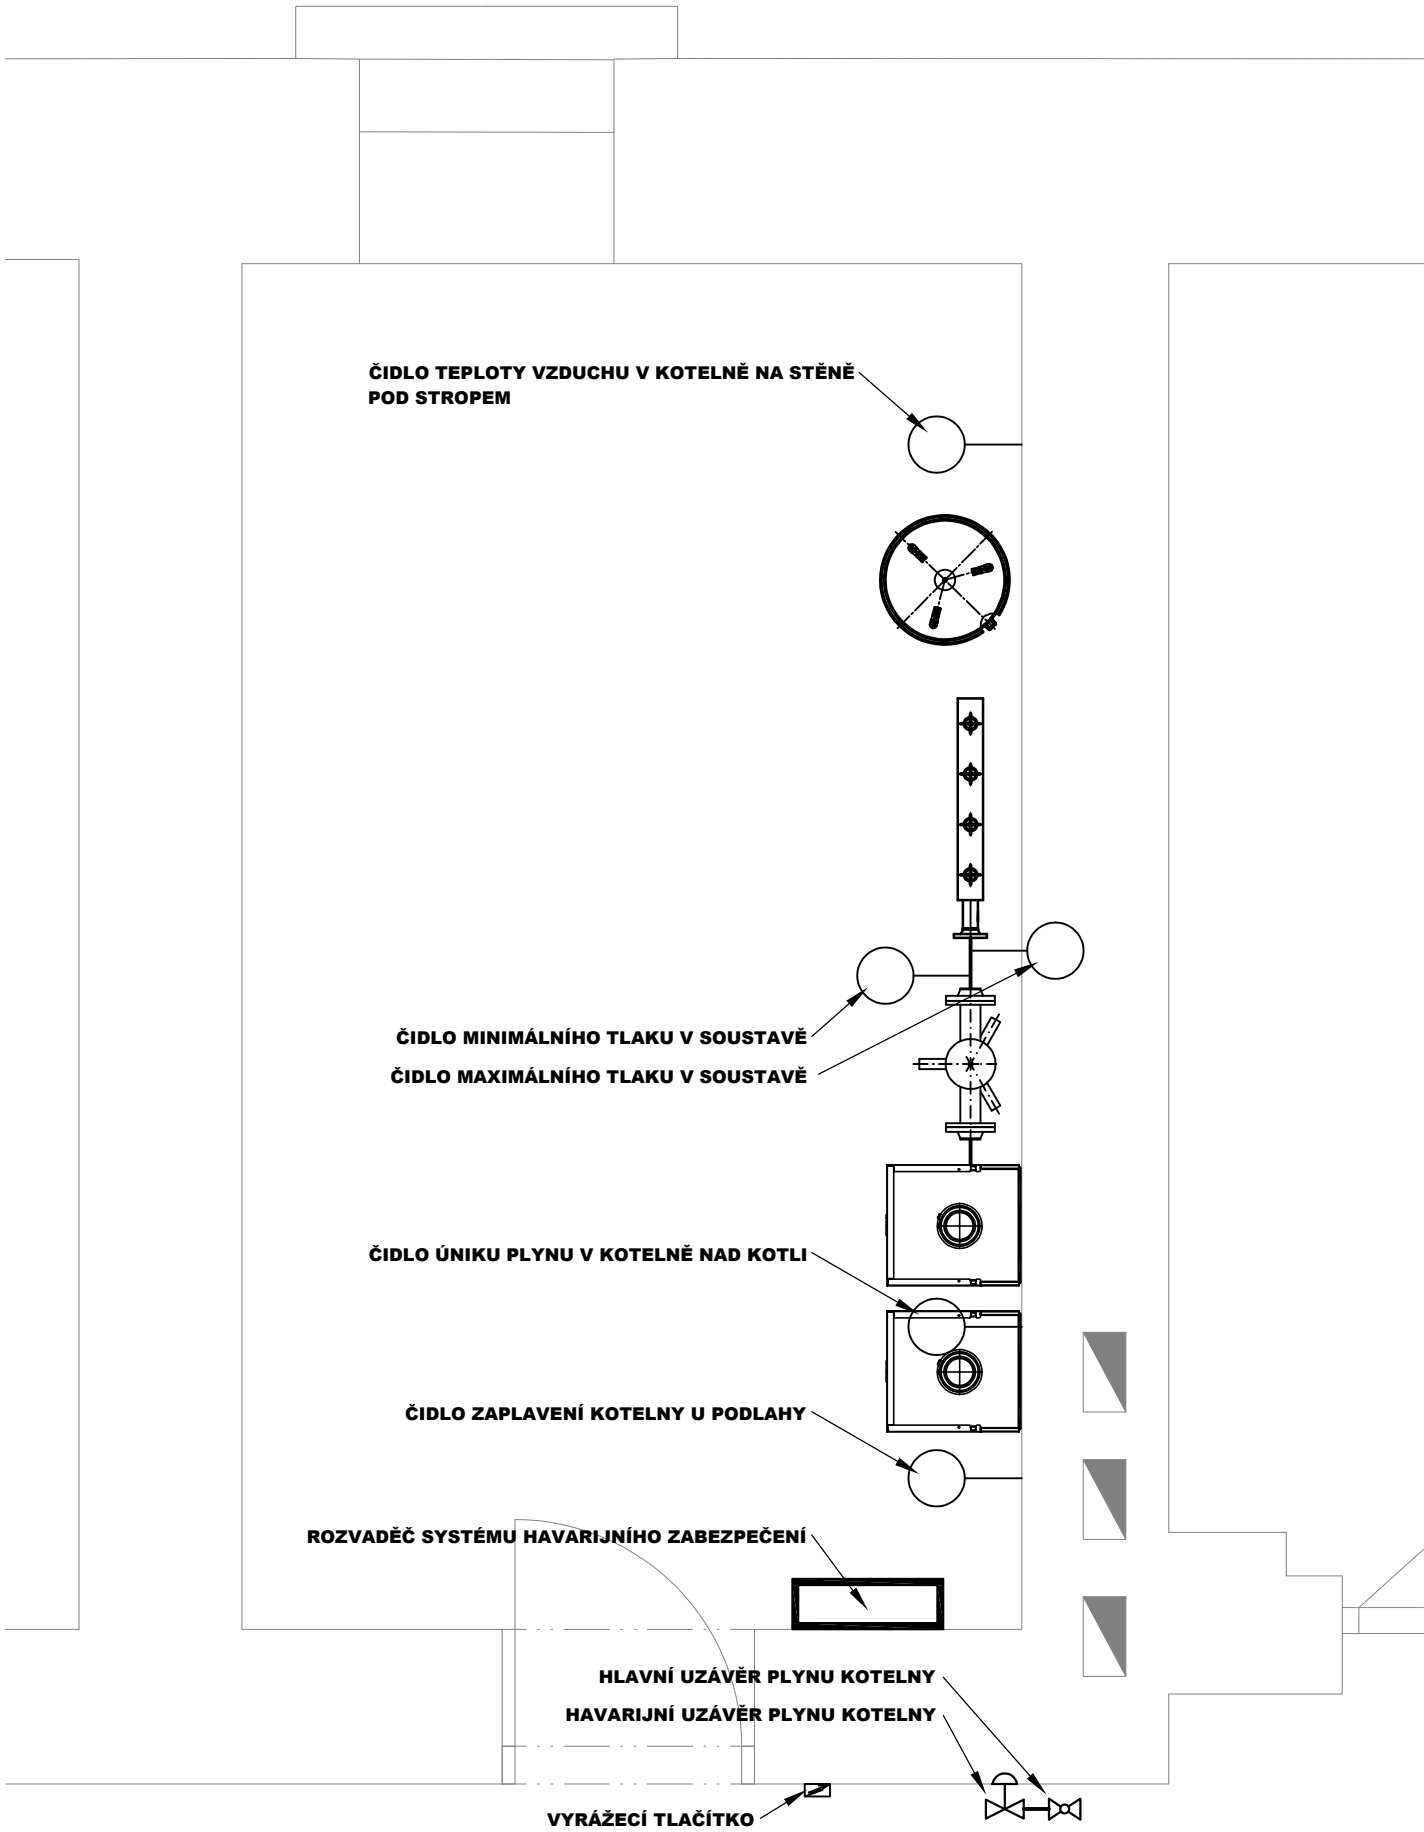 ČIDLO TEPLOTY VZDUCHU V KOTELNĚ NA STĚNĚ
POD STROPEM
ČIDLO MINIMÁLNÍHO TLAKU V SOUSTAVĚ
ČIDLO MAXIMÁLNÍHO TLAKU V SOUSTAVĚ
ČIDLO ÚNIKU PLYNU V KOTELNĚ NAD KOTLI
ČIDLO ZAPLAVENÍ KOTELNY U PODLAHY
ROZVADĚČ SYSTÉMU HAVARIJNÍHO ZABEZPEČENÍ
HLAVNÍ UZÁVĚR PLYNU KOTELNY
HAVARIJNÍ UZÁVĚR PLYNU KOTELNY
VYRÁŽECÍ TLAČÍTKO